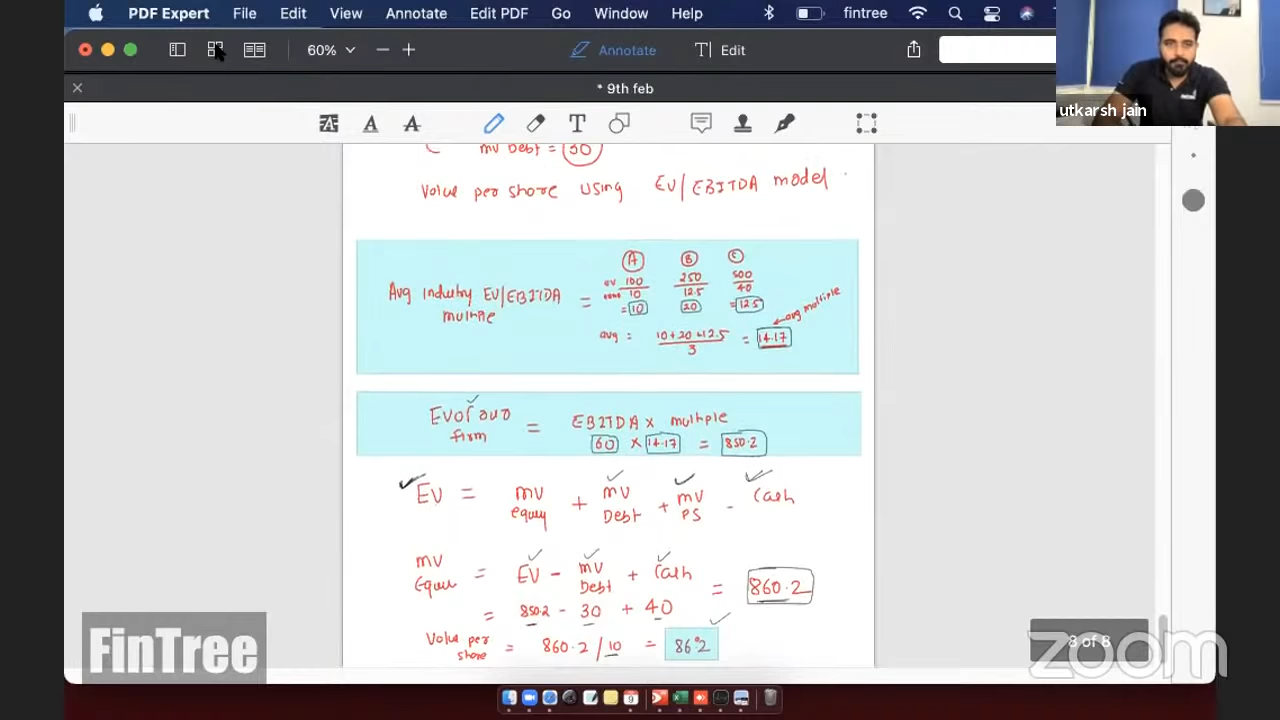 PDF Expert File Edit View Annotate Edit PDF Go Window Help fintree
60% Annotate Edit
* 9th feb
utkarsh jain
mv Debt = 30
Value per share using EV/EBITDA model
A B C
Avg Industry EV/EBITDA multiple = EV 100 250 500
10 12.5 40
= 10 20 = 12.5
avg multiple
avg = 10+20+12.5 = 14.17
3
EV of our firm = EBITDA x multiple
60 x 14.17 = 850.2
EV = mv equity + mv Debt + mv PS - Cash
mv Equity = EV - mv Debt + Cash = 860.2
= 850.2 - 30 + 40
Value per share = 860.2 / 10 = 86.2
8 of 8
FinTree
zoom